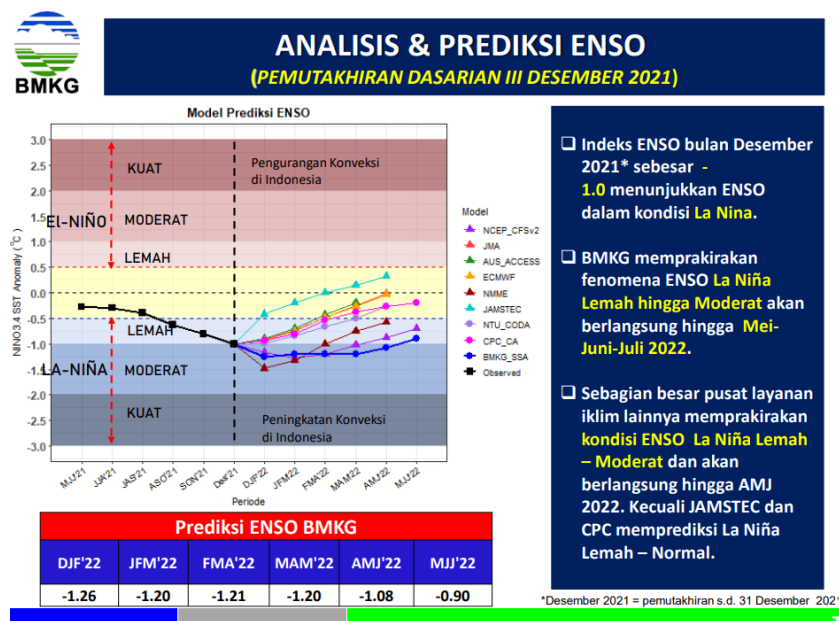 BMKG
ANALISIS & PREDIKSI ENSO
(PEMUTAKHIRAN DASARIAN III DESEMBER 2021)
Model Prediksi ENSO
NINO3.4 SST Anomaly (°C)
3.0
2.5
2.0
1.5
1.0
0.5
0.0
-0.5
-1.0
-1.5
-2.0
-2.5
-3.0
KUAT
El-NIÑO
MODERAT
LEMAH
LEMAH
LA-NIÑA
MODERAT
KUAT
Pengurangan Konveksi
di Indonesia
Peningkatan Konveksi
di Indonesia
MJJ'21
JJA'21
JAS'21
ASO'21
SON'21
Des'21
DJF'22
JFM'22
FMA'22
MAM'22
AMJ'22
MJJ'22
Periode
Model
NCEP_CFSv2
JMA
AUS_ACCESS
ECMWF
NMME
JAMSTEC
NTU_CODA
CPC_CA
BMKG_SSA
Observed
Prediksi ENSO BMKG
DJF'22 JFM'22 FMA'22 MAM'22 AMJ'22 MJJ'22
-1.26 -1.20 -1.21 -1.20 -1.08 -0.90
Indeks ENSO bulan Desember
2021* sebesar -
1.0 menunjukkan ENSO
dalam kondisi La Nina.
BMKG memprakirakan
fenomena ENSO La Niña
Lemah hingga Moderat akan
berlangsung hingga Mei-
Juni-Juli 2022.
Sebagian besar pusat layanan
iklim lainnya memprakirakan
kondisi ENSO La Niña Lemah
– Moderat dan akan
berlangsung hingga AMJ
2022. Kecuali JAMSTEC dan
CPC memprediksi La Niña
Lemah – Normal.
*Desember 2021 = pemutakhiran s.d. 31 Desember 2021